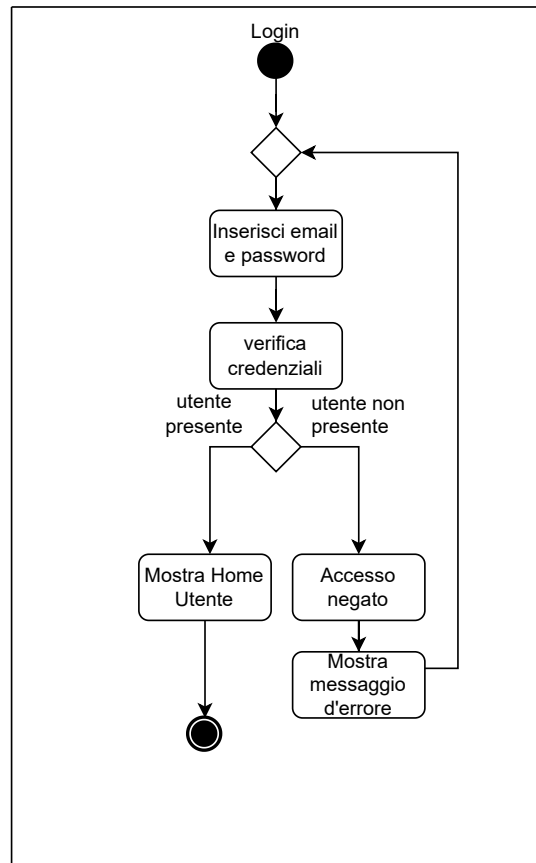 Login
Inserisci email
e password
verifica
credenziali
utente
presente
utente non
presente
Mostra Home
Utente
Accesso
negato
Mostra
messaggio
d'errore